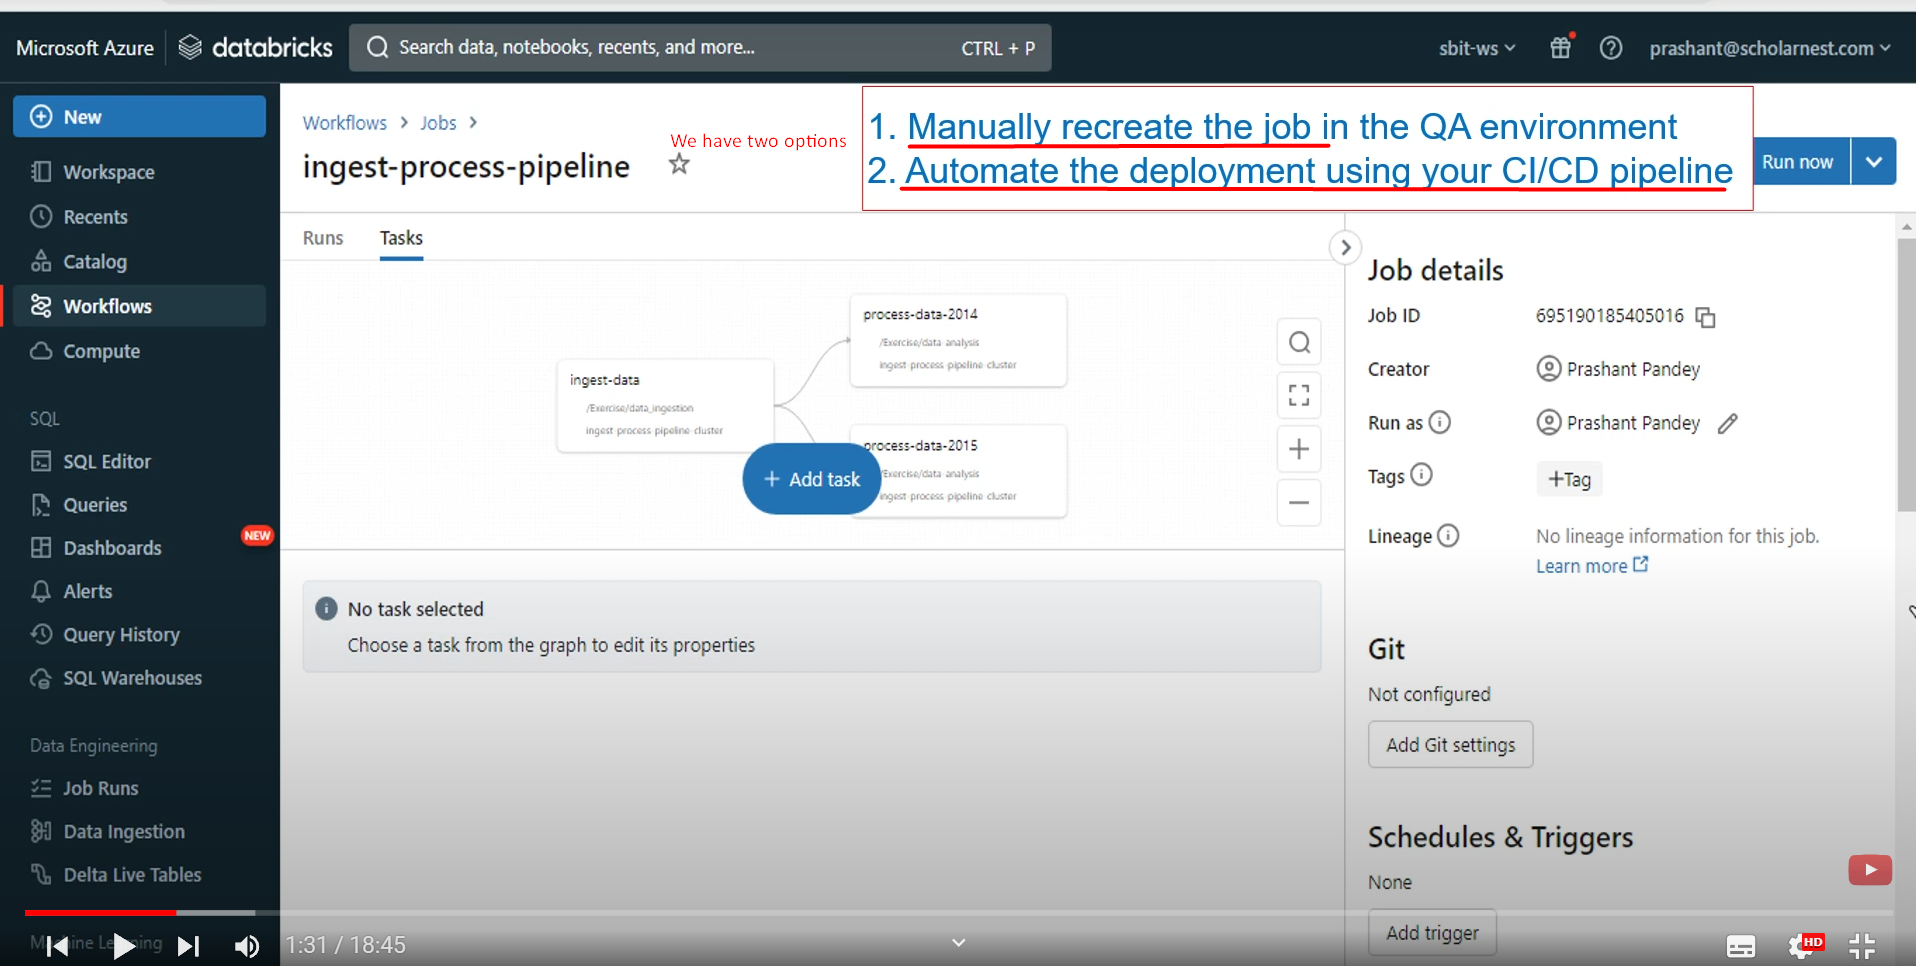 Microsoft Azure databricks Search data, notebooks, recents, and more... CTRL + P sbit-ws prashant@scholarnest.com
New
Workspace
Recents
Catalog
Workflows
Compute
SQL
SQL Editor
Queries
Dashboards NEW
Alerts
Query History
SQL Warehouses
Data Engineering
Job Runs
Data Ingestion
Delta Live Tables
Workflows > Jobs >
ingest-process-pipeline
We have two options
1. Manually recreate the job in the QA environment
2. Automate the deployment using your CI/CD pipeline
Run now
Runs Tasks
ingest-data
/Exercise/data_ingestion
ingest-process-pipeline-cluster
process-data-2014
/Exercise/data-analysis
ingest-process-pipeline-cluster
process-data-2015
/Exercise/data-analysis
ingest-process-pipeline-cluster
+ Add task
No task selected
Choose a task from the graph to edit its properties
Job details
Job ID 695190185405016
Creator Prashant Pandey
Run as Prashant Pandey
Tags +Tag
Lineage No lineage information for this job.
Learn more
Git
Not configured
Add Git settings
Schedules & Triggers
None
Add trigger
1:31 / 18:45
HD